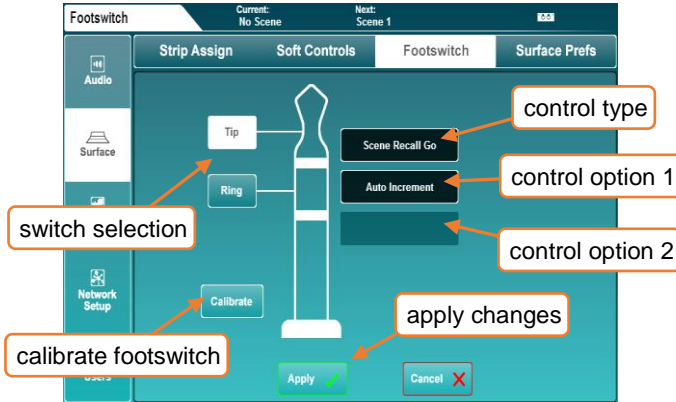 Footswitch
Current:
No Scene
Next:
Scene 1
Strip Assign
Soft Controls
Footswitch
Surface Prefs
Audio
Surface
Network
Setup
Users
Tip
Ring
Calibrate
Scene Recall Go
Auto Increment
Apply
Cancel
control type
control option 1
control option 2
switch selection
apply changes
calibrate footswitch